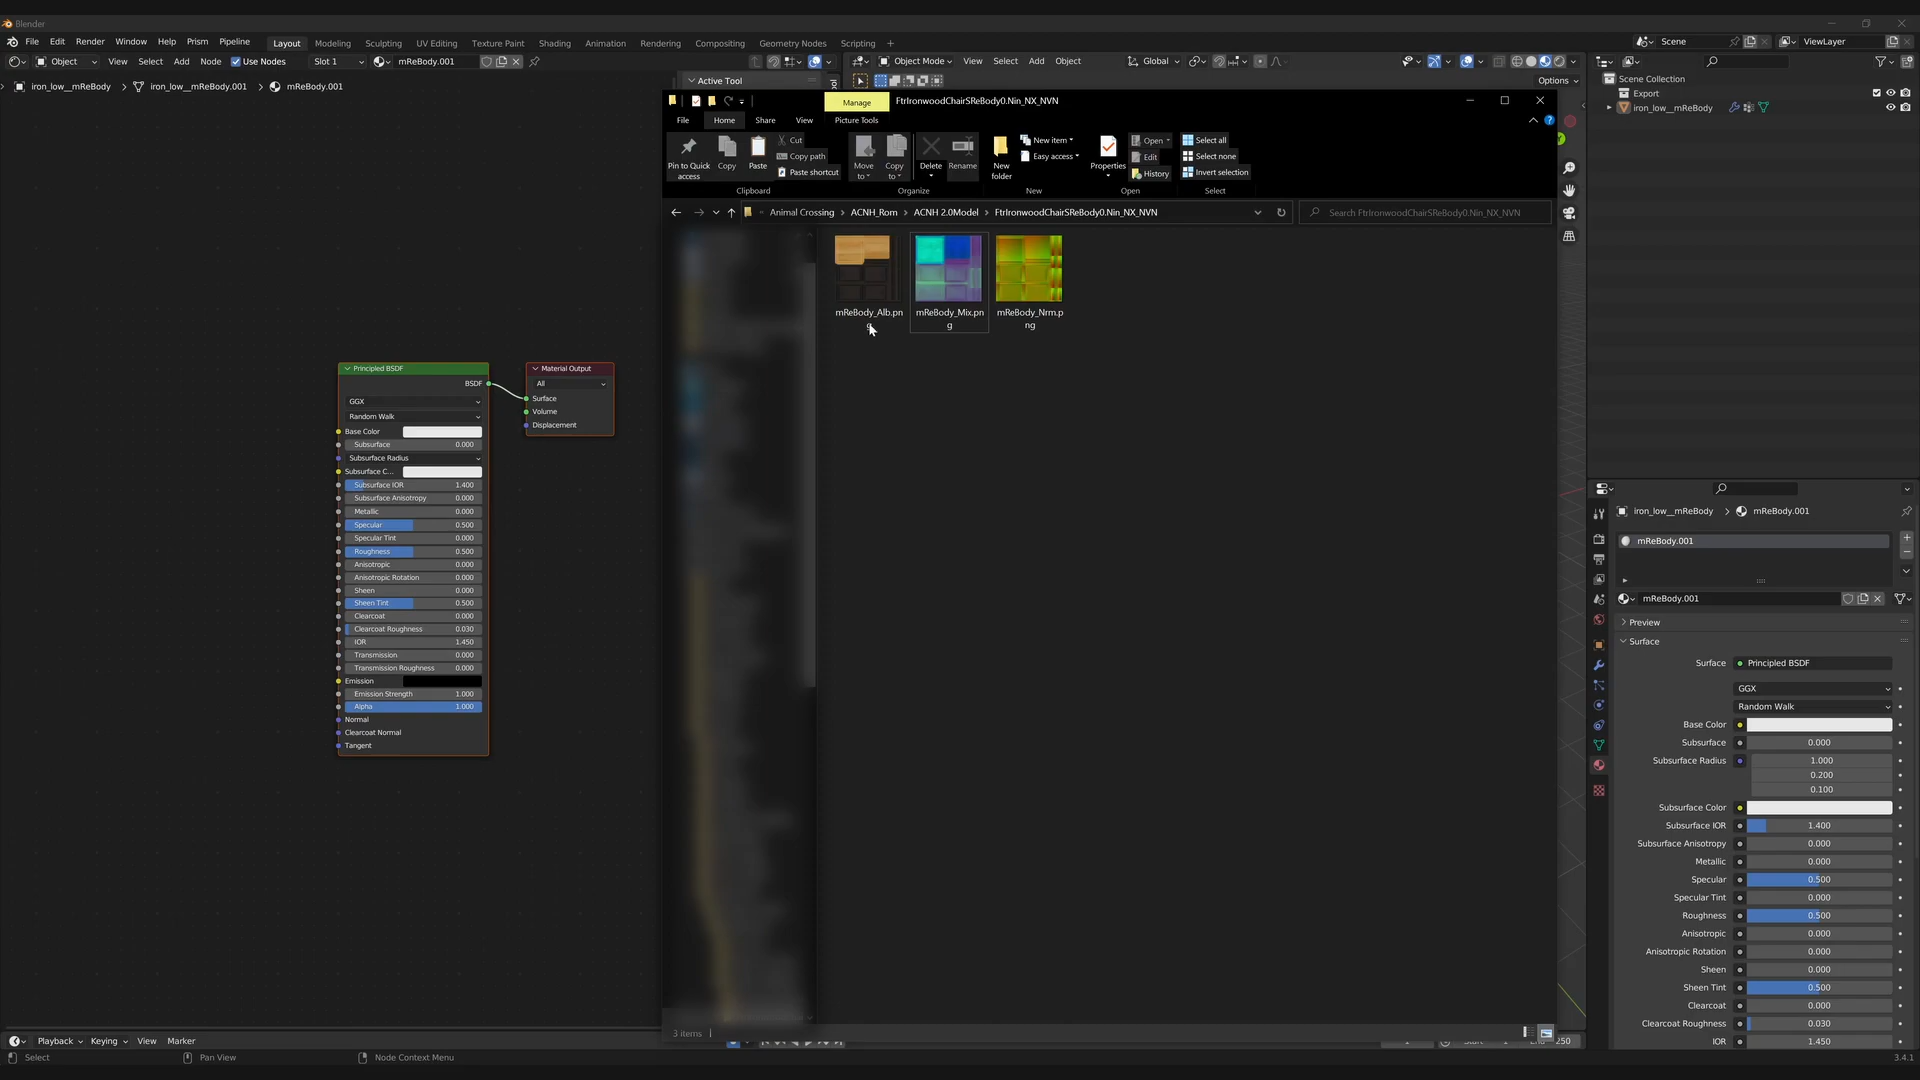 Blender
File Edit Render Window Help Prism Pipeline Layout Modeling Sculpting UV Editing Texture Paint Shading Animation Rendering Compositing Geometry Nodes Scripting + Scene ViewLayer
Object View Select Add Node Use Nodes Slot 1 mReBody.001 Object Mode View Select Add Object Global
Active Tool Options
iron_low__mReBody > iron_low__mReBody.001 > mReBody.001
Manage FtrIronwoodChairSReBody0.Nin_NX_NVN
File Home Share View Picture Tools
Pin to Quick access
Copy
Paste
Cut
Copy path
Paste shortcut
Move to
Copy to
Delete
Rename
New folder
New item
Easy access
Properties
Open
Edit
History
Select all
Select none
Invert selection
Clipboard Organize New Open Select
« Animal Crossing > ACNH_Rom > ACNH 2.0Model > FtrIronwoodChairSReBody0.Nin_NX_NVN
Search FtrIronwoodChairSReBody0.Nin_NX_NVN
mReBody_Alb.pn
g
mReBody_Mix.pn
g
mReBody_Nrm.p
ng
3 items
Principled BSDF
BSDF
GGX
Random Walk
Base Color
Subsurface 0.000
Subsurface Radius
Subsurface C...
Subsurface IOR 1.400
Subsurface Anisotropy 0.000
Metallic 0.000
Specular 0.500
Specular Tint 0.000
Roughness 0.500
Anisotropic 0.000
Anisotropic Rotation 0.000
Sheen 0.000
Sheen Tint 0.500
Clearcoat 0.000
Clearcoat Roughness 0.030
IOR 1.450
Transmission 0.000
Transmission Roughness 0.000
Emission
Emission Strength 1.000
Alpha 1.000
Normal
Clearcoat Normal
Tangent
Material Output
All
Surface
Volume
Displacement
Scene Collection
Export
iron_low__mReBody
iron_low__mReBody > mReBody.001
mReBody.001
mReBody.001
Preview
Surface
Surface Principled BSDF
GGX
Random Walk
Base Color
Subsurface 0.000
Subsurface Radius 1.000
0.200
0.100
Subsurface Color
Subsurface IOR 1.400
Subsurface Anisotropy 0.000
Metallic 0.000
Specular 0.500
Specular Tint 0.000
Roughness 0.500
Anisotropic 0.000
Anisotropic Rotation 0.000
Sheen 0.000
Sheen Tint 0.500
Clearcoat 0.000
Clearcoat Roughness 0.030
IOR 1.450
Playback Keying View Marker
Select Pan View Node Context Menu 3.4.1